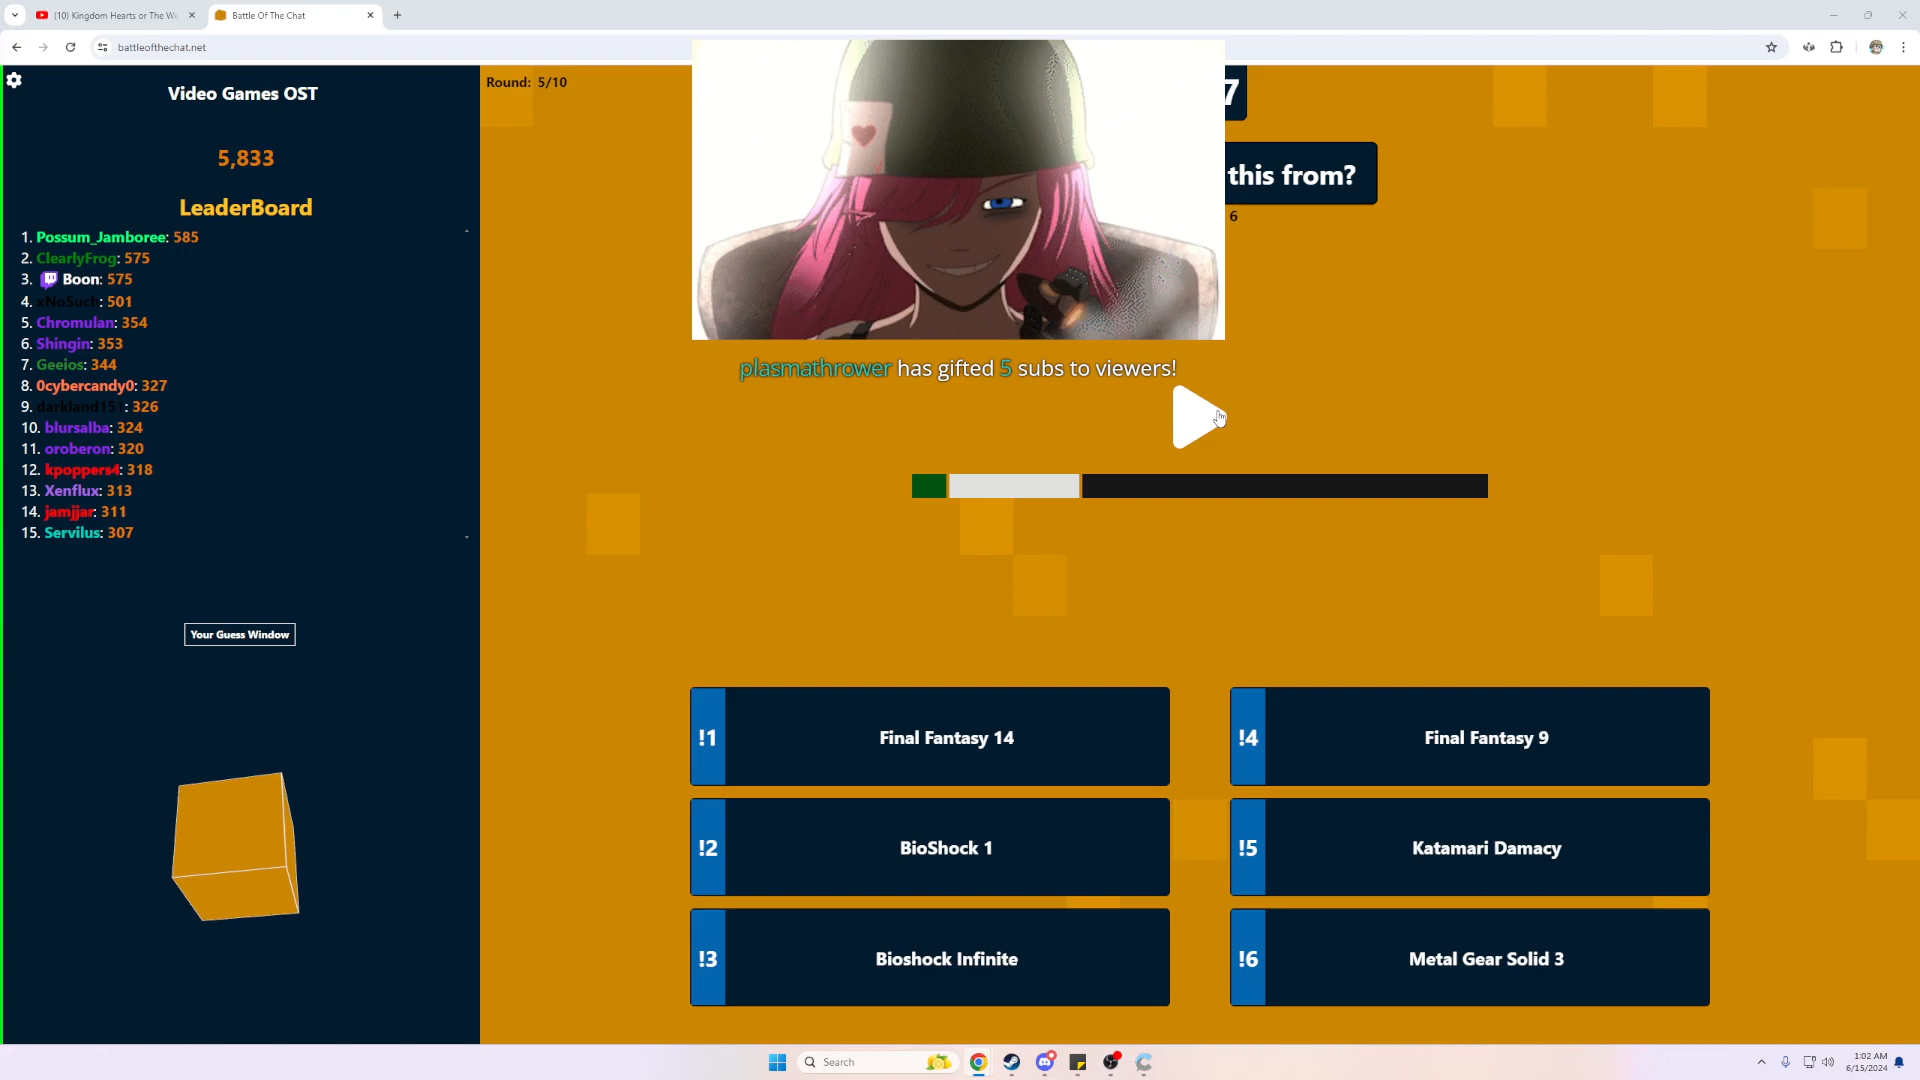 (10) Kingdom Hearts or The We
Battle Of The Chat
battleofthechat.net
Video Games OST
5,833
LeaderBoard
1. Possum_Jamboree: 585
2. ClearlyFrog: 575
3. Boon: 575
4. xNoSuch: 501
5. Chromulan: 354
6. Shingin: 353
7. Geeios: 344
8. 0cybercandy0: 327
9. darkland151: 326
10. blursalba: 324
11. oroberon: 320
12. kpoppers4: 318
13. Xenflux: 313
14. jamjjar: 311
15. Servilus: 307
Your Guess Window
Round: 5/10
7
this from?
6
plasmathrower has gifted 5 subs to viewers!
!1 Final Fantasy 14
!4 Final Fantasy 9
!2 BioShock 1
!5 Katamari Damacy
!3 Bioshock Infinite
!6 Metal Gear Solid 3
Search
1:02 AM
6/15/2024